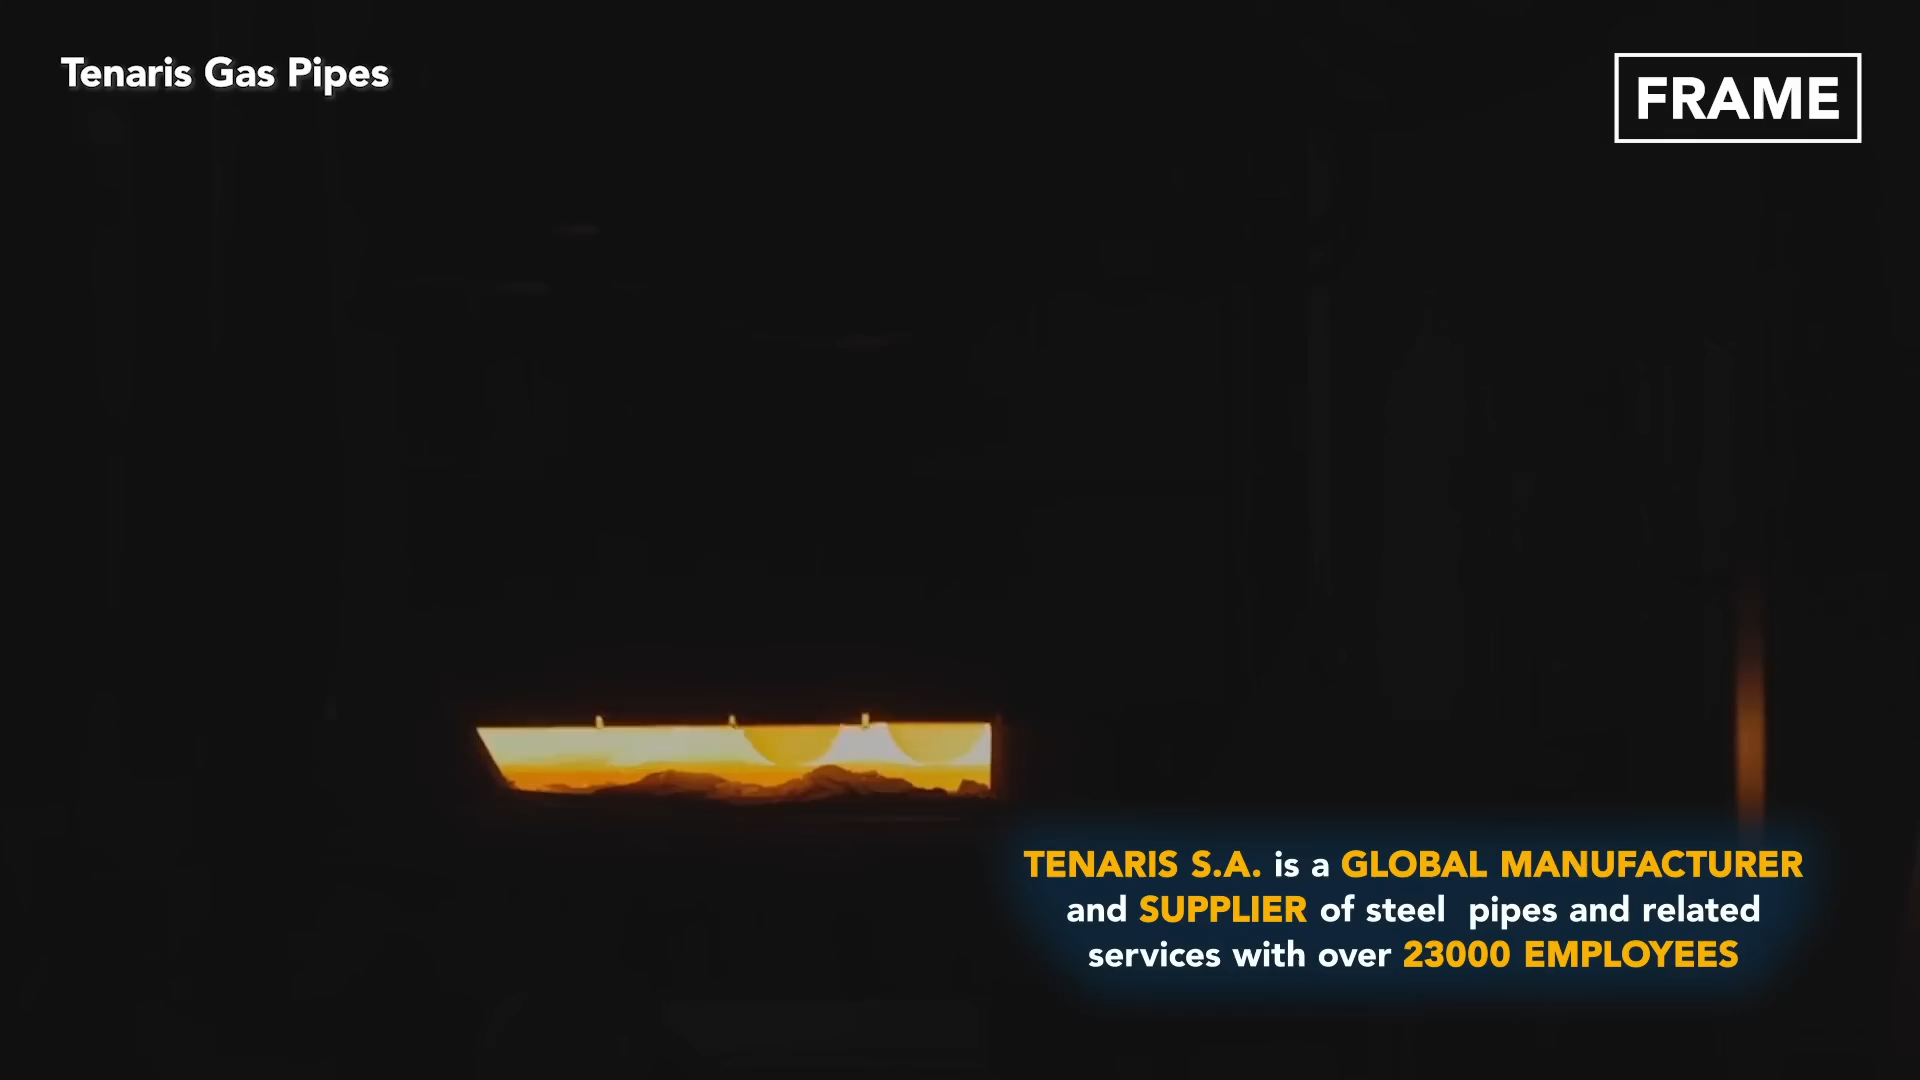 Tenaris Gas Pipes
FRAME
TENARIS S.A. is a GLOBAL MANUFACTURER
and SUPPLIER of steel  pipes and related
services with over 23000 EMPLOYEES